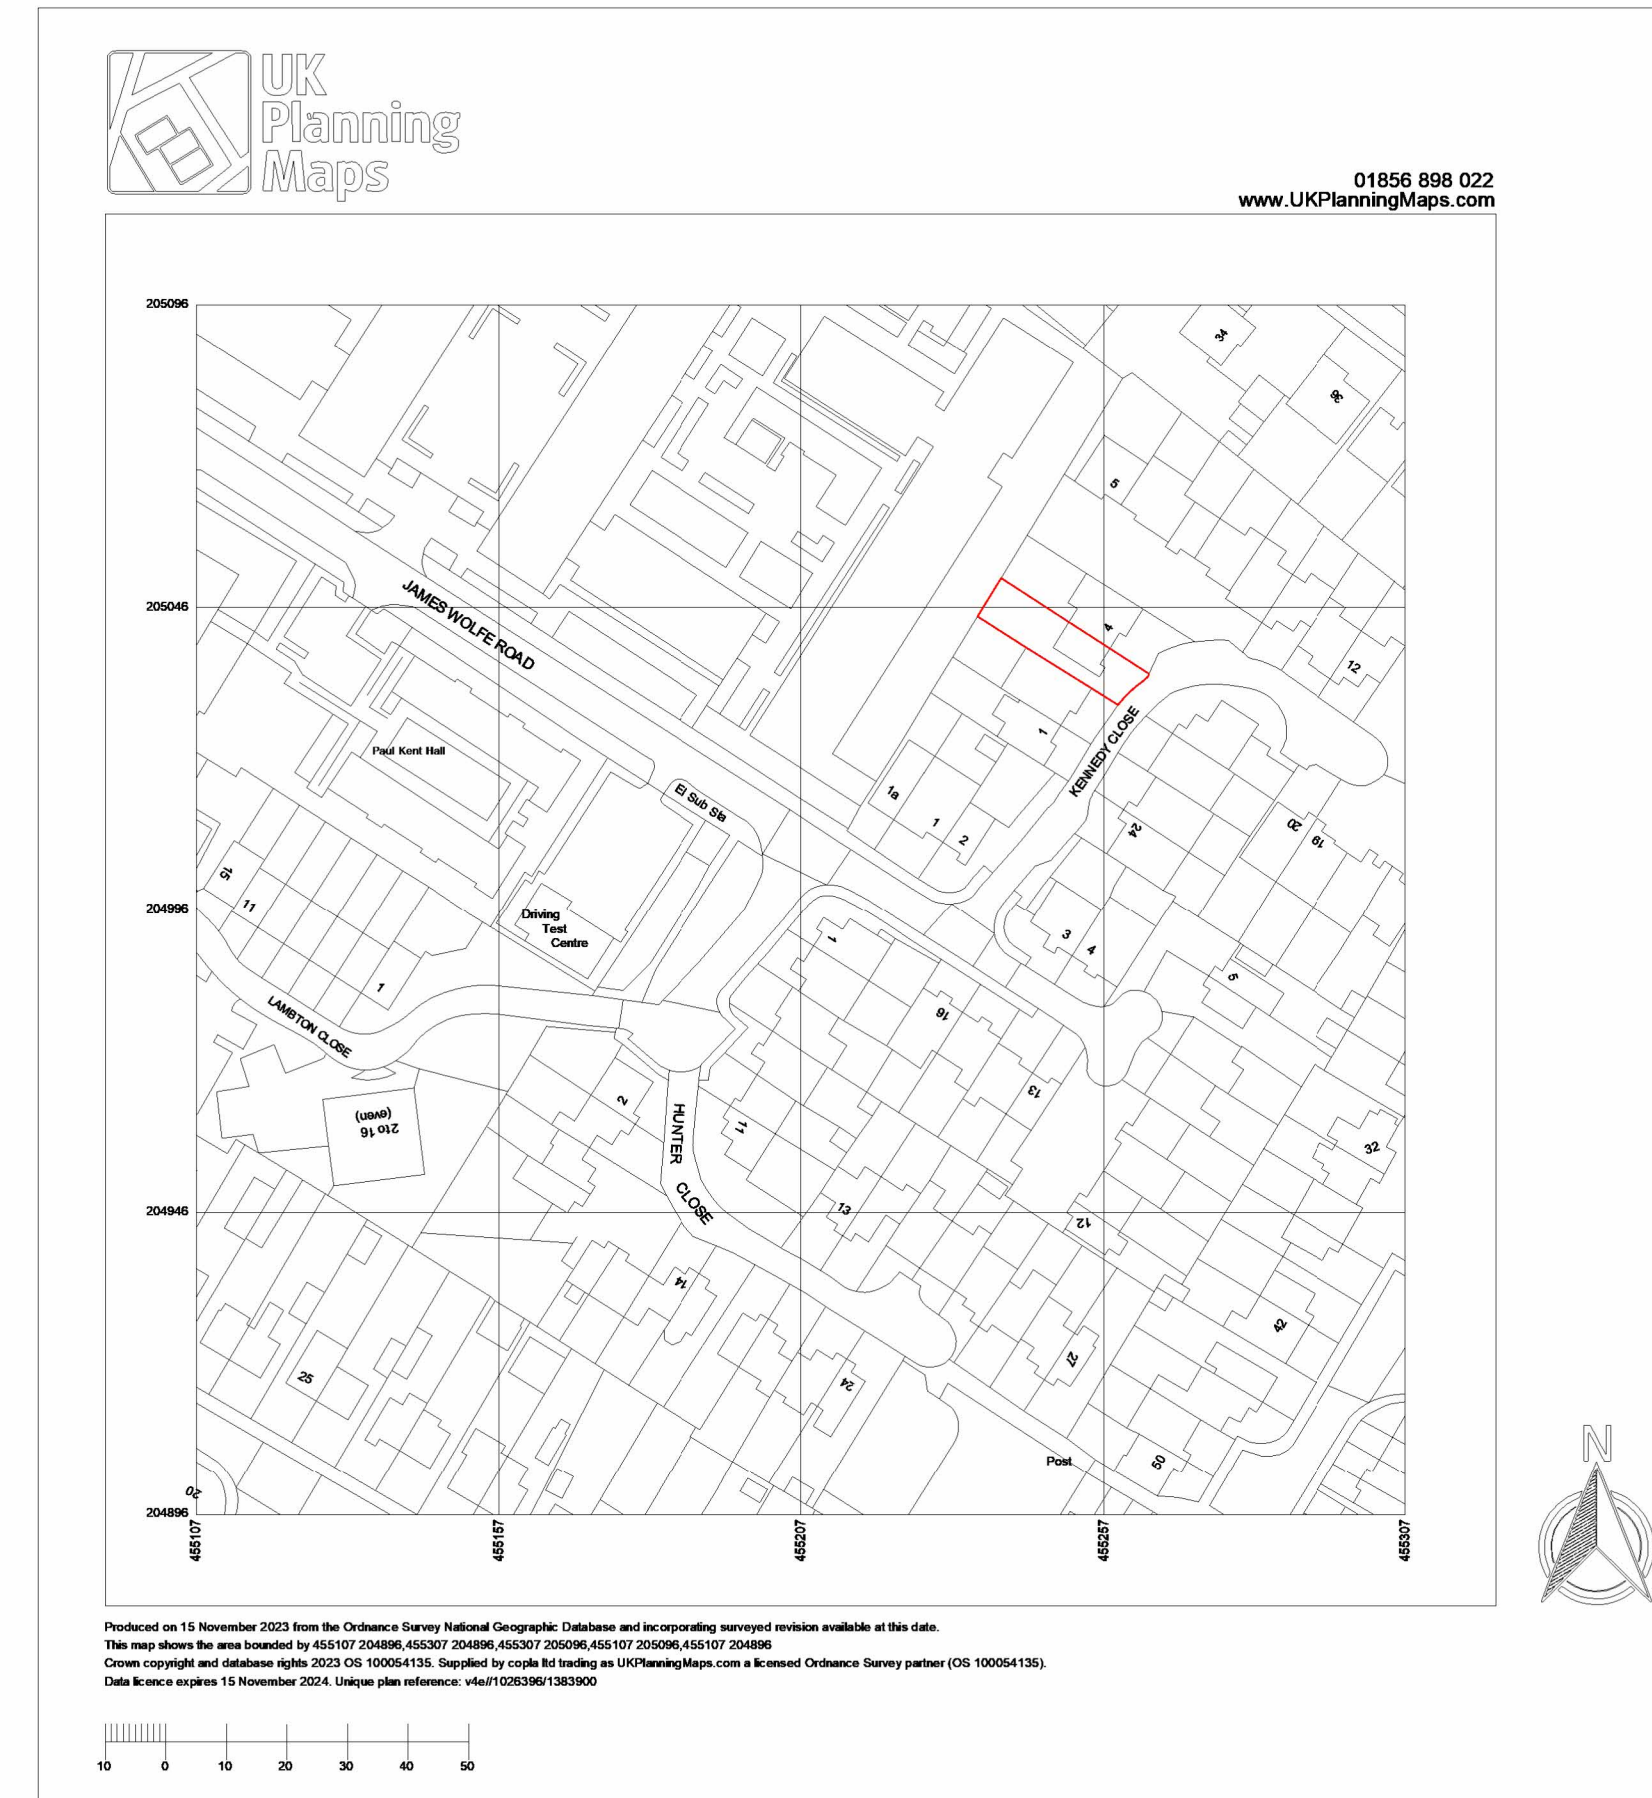 UK
Planning
Maps
01856 898 022
www.UKPlanningMaps.com
205096
34
36
5
205046
JAMES WOLFE ROAD
4
12
Paul Kent Hall
1
KENNEDY CLOSE
El Sub Sta
1a
1
2
24
20
19
15
11
204996
Driving
Test
Centre
1
3
4
1
5
16
LAMBTON CLOSE
2
13
2to 16
(even)
HUNTER
11
32
CLOSE
13
12
204946
14
42
25
24
27
Post
50
20
204896
455107
455157
455207
455257
455307
N
Produced on 15 November 2023 from the Ordnance Survey National Geographic Database and incorporating surveyed revision available at this date.
This map shows the area bounded by 455107 204896,455307 204896,455307 205096,455107 205096,455107 204896
Crown copyright and database rights 2023 OS 100054135. Supplied by copla ltd trading as UKPlanningMaps.com a licensed Ordnance Survey partner (OS 100054135).
Data licence expires 15 November 2024. Unique plan reference: v4e//1026396/1383900
10 0 10 20 30 40 50